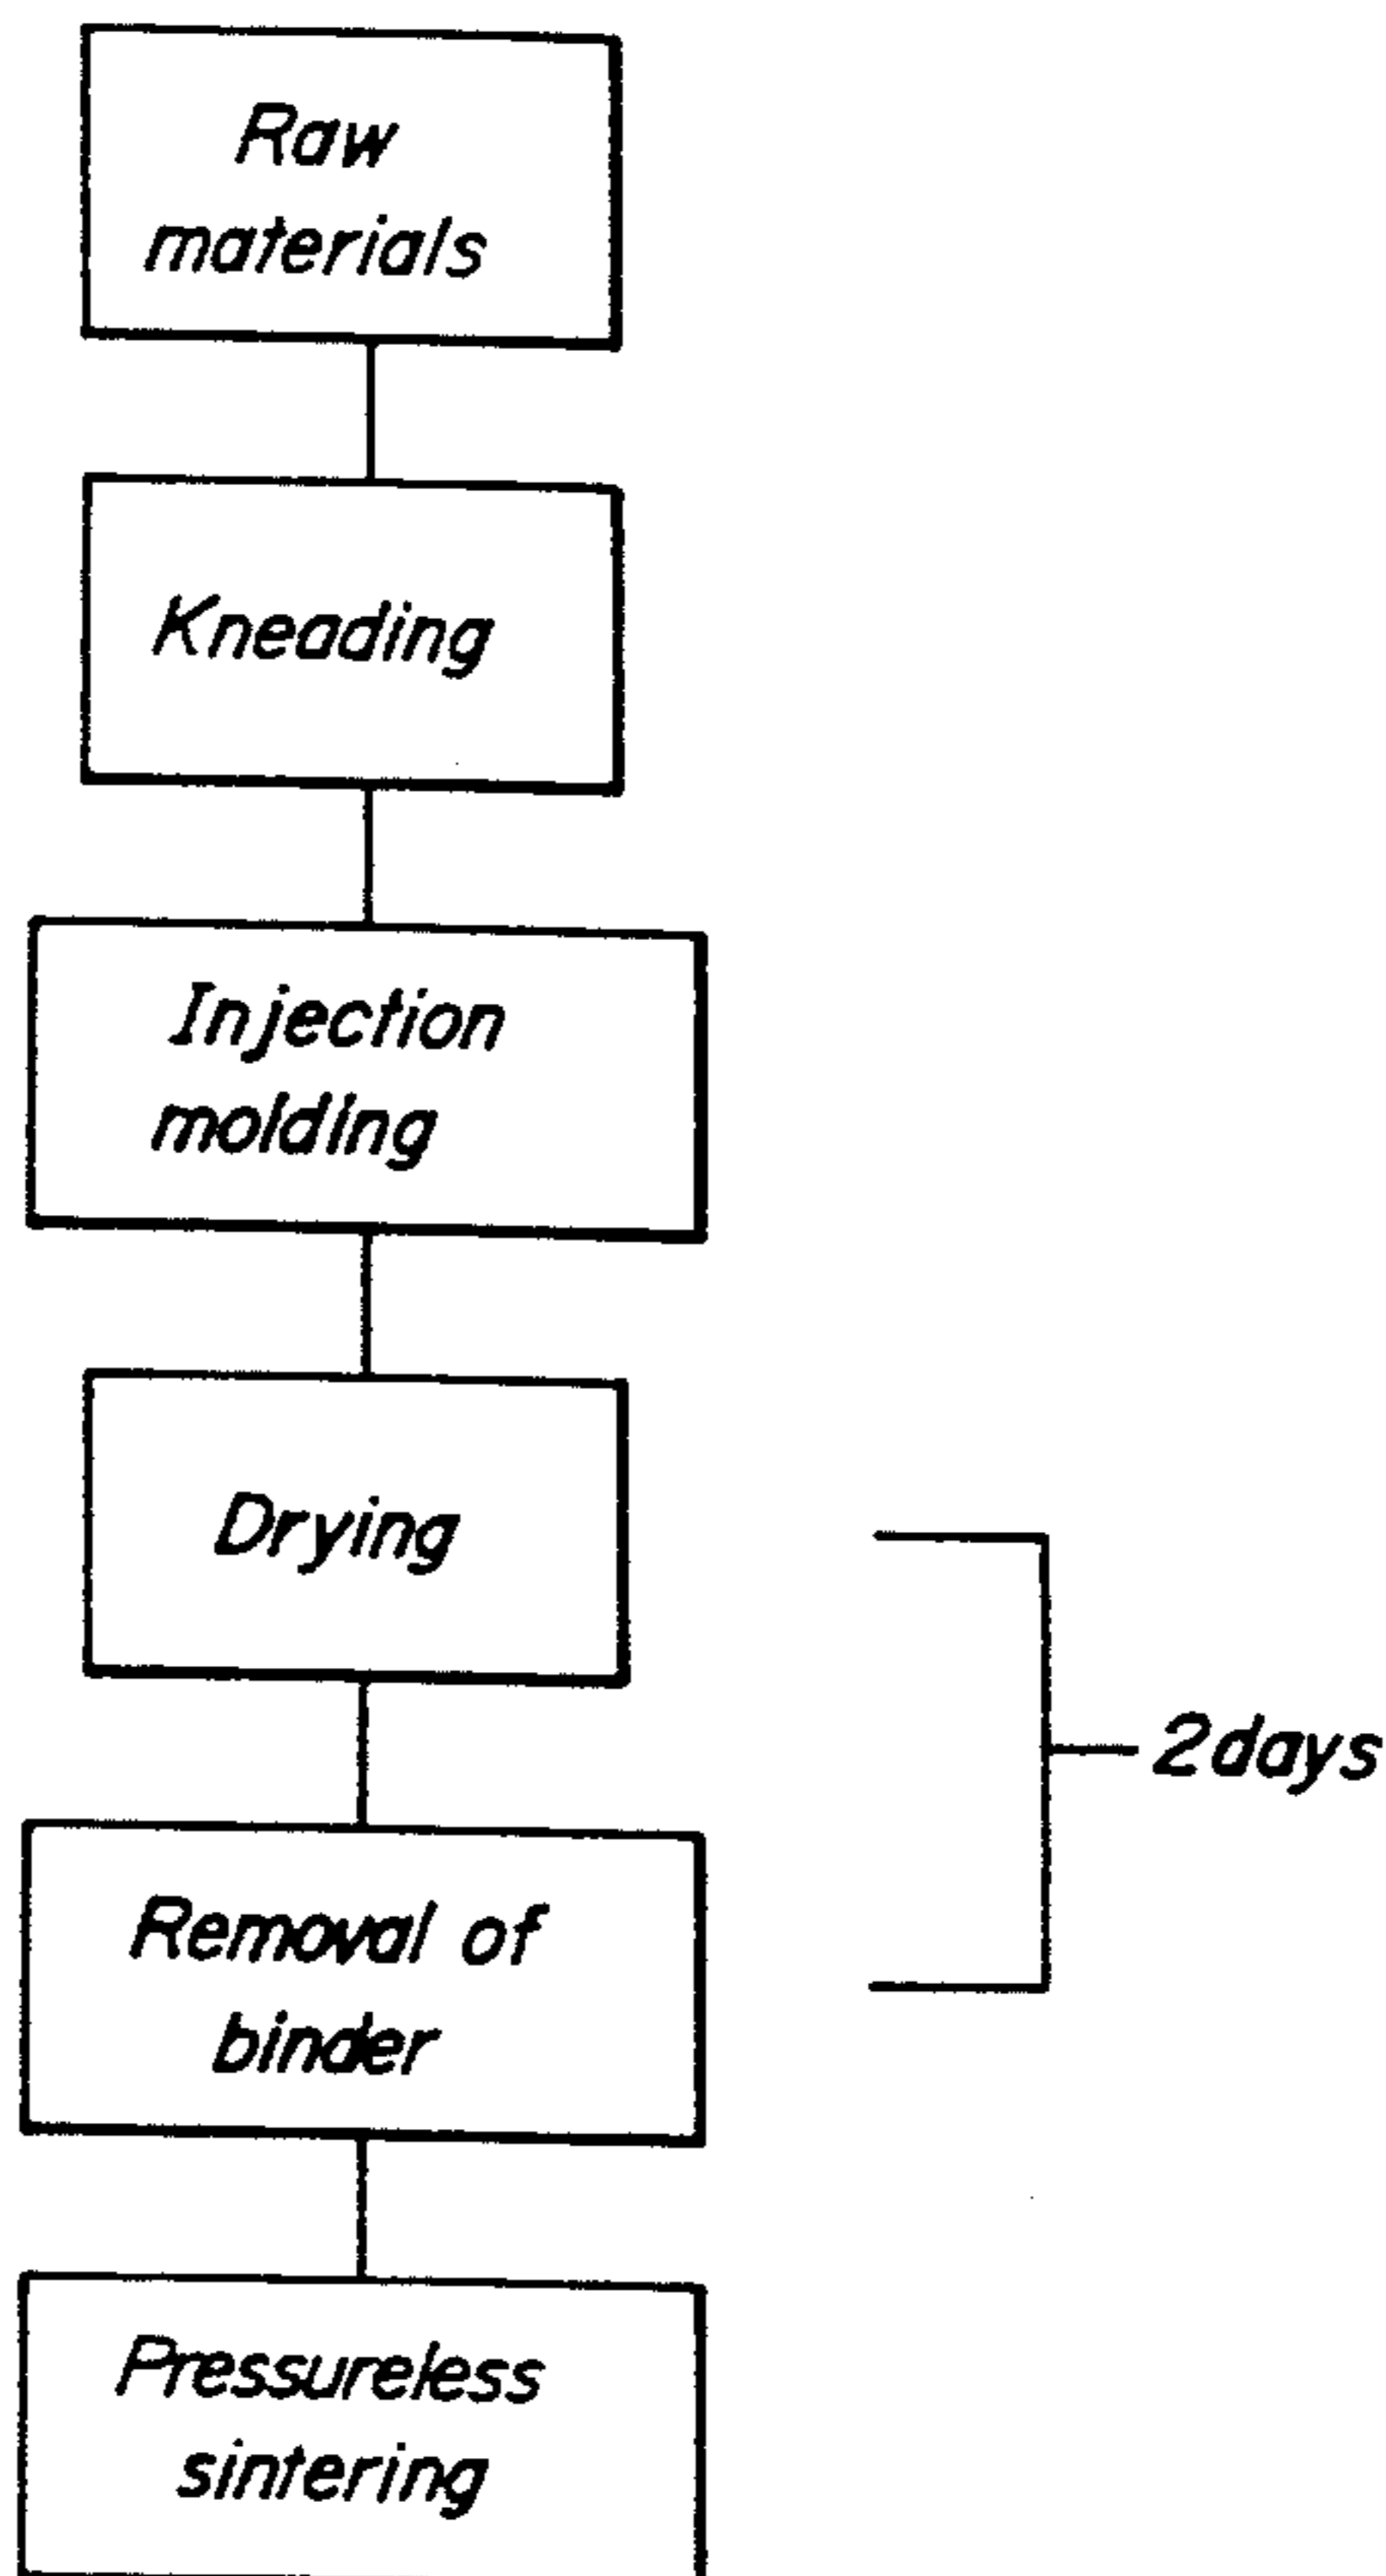 Raw
materials
Kneading
Injection
molding
Drying
2days
Removal of
binder
Pressureless
sintering